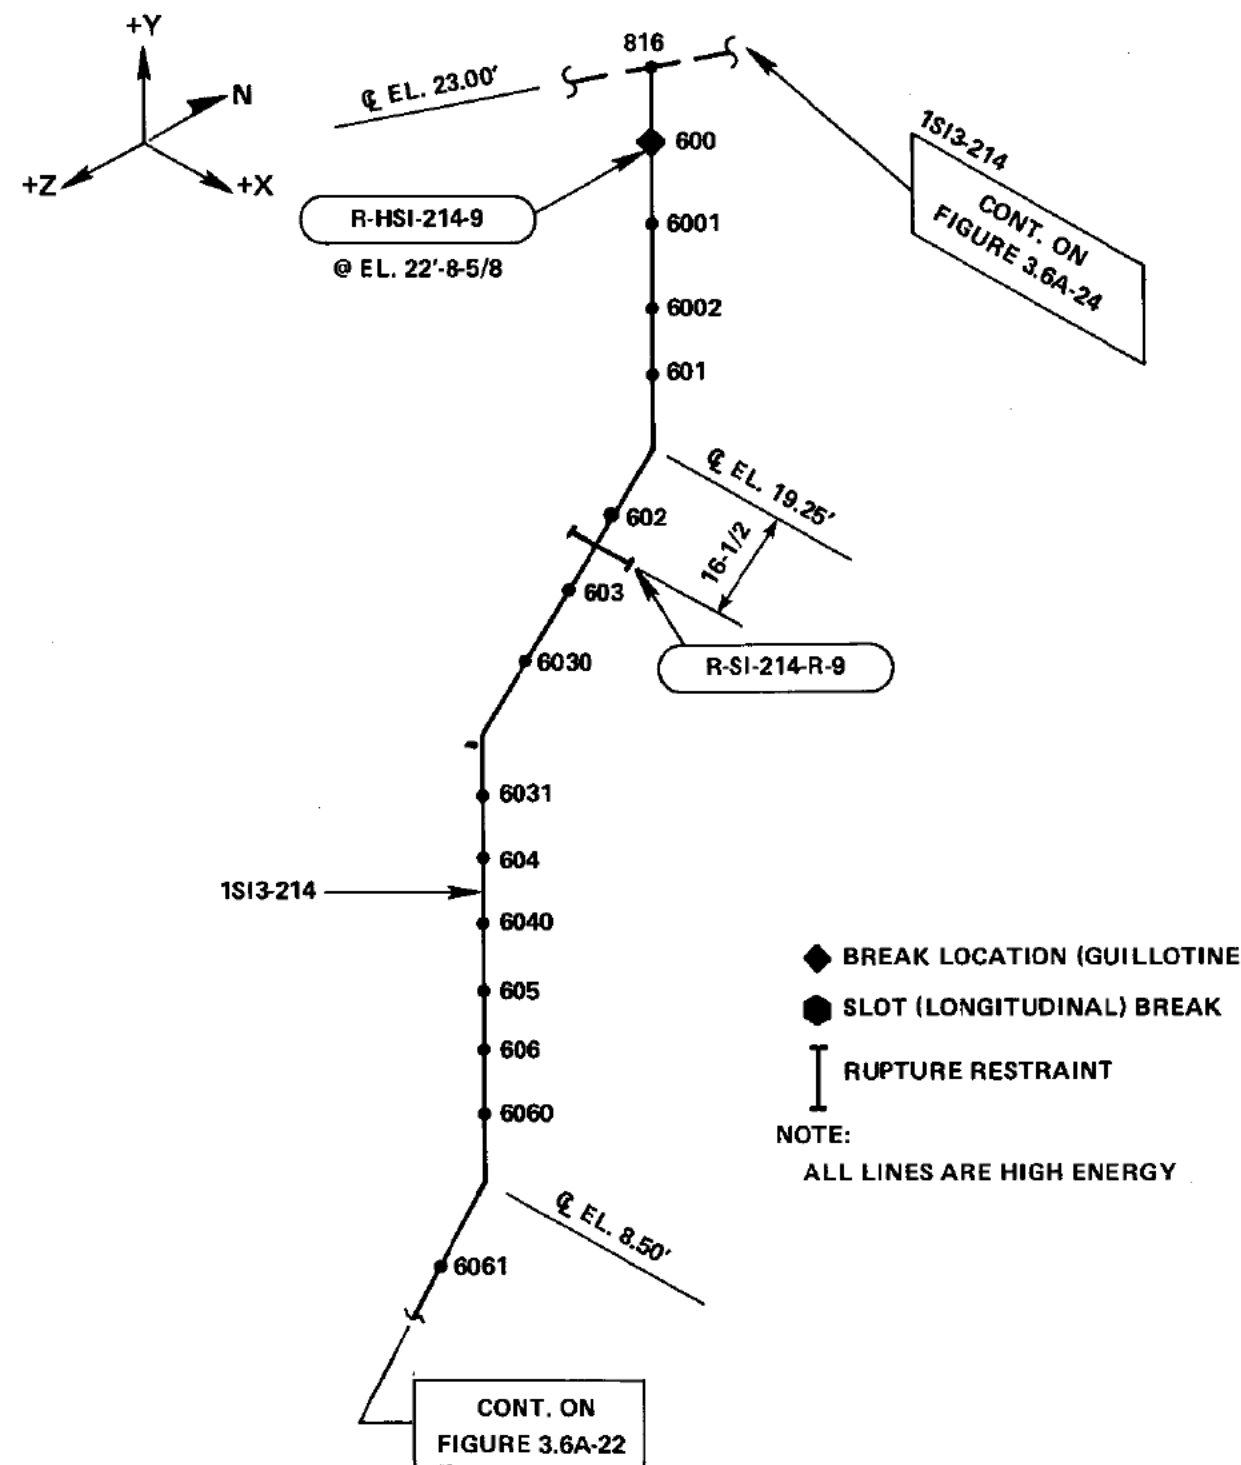 +Y
N
+Z
+X
816
℄ EL. 23.00'
600
1SI3-214
CONT. ON
FIGURE 3.6A-24
R-HSI-214-9
@ EL. 22'-8-5/8
6001
6002
601
℄ EL. 19.25'
602
16-1/2
603
6030
R-SI-214-R-9
6031
604
1SI3-214
6040
605
606
6060
BREAK LOCATION (GUILLOTINE
SLOT (LONGITUDINAL) BREAK
RUPTURE RESTRAINT
NOTE:
ALL LINES ARE HIGH ENERGY
℄ EL. 8.50'
6061
CONT. ON
FIGURE 3.6A-22